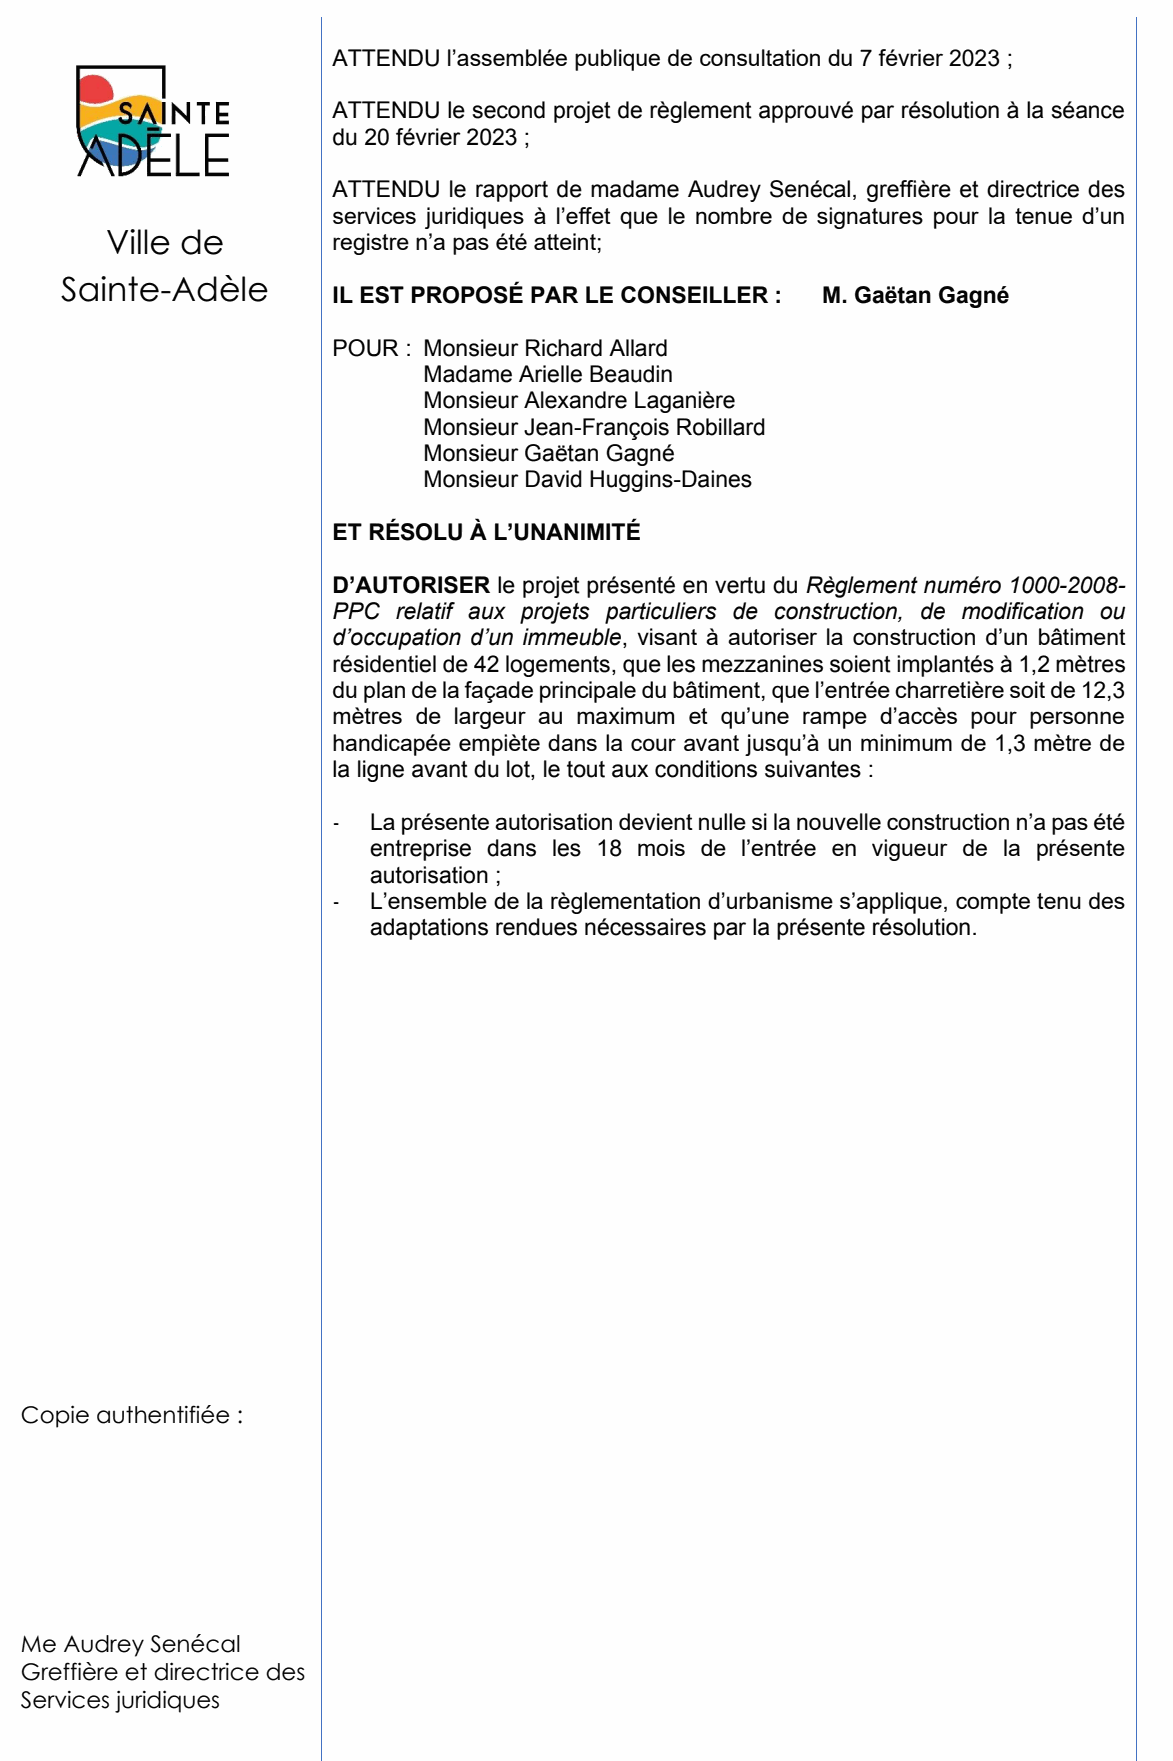 SAINTE
ADÈLE
Ville de
Sainte-Adèle
ATTENDU l’assemblée publique de consultation du 7 février 2023 ;
ATTENDU le second projet de règlement approuvé par résolution à la séance
du 20 février 2023 ;
ATTENDU le rapport de madame Audrey Senécal, greffière et directrice des
services juridiques à l’effet que le nombre de signatures pour la tenue d’un
registre n’a pas été atteint;
IL EST PROPOSÉ PAR LE CONSEILLER : M. Gaëtan Gagné
POUR : Monsieur Richard Allard
Madame Arielle Beaudin
Monsieur Alexandre Laganière
Monsieur Jean-François Robillard
Monsieur Gaëtan Gagné
Monsieur David Huggins-Daines
ET RÉSOLU À L’UNANIMITÉ
D’AUTORISER le projet présenté en vertu du Règlement numéro 1000-2008-
PPC relatif aux projets particuliers de construction, de modification ou
d’occupation d’un immeuble, visant à autoriser la construction d’un bâtiment
résidentiel de 42 logements, que les mezzanines soient implantés à 1,2 mètres
du plan de la façade principale du bâtiment, que l’entrée charretière soit de 12,3
mètres de largeur au maximum et qu’une rampe d’accès pour personne
handicapée empiète dans la cour avant jusqu’à un minimum de 1,3 mètre de
la ligne avant du lot, le tout aux conditions suivantes :
- La présente autorisation devient nulle si la nouvelle construction n’a pas été
entreprise dans les 18 mois de l’entrée en vigueur de la présente
autorisation ;
- L’ensemble de la règlementation d’urbanisme s’applique, compte tenu des
adaptations rendues nécessaires par la présente résolution.
Copie authentifiée :
Me Audrey Senécal
Greffière et directrice des
Services juridiques